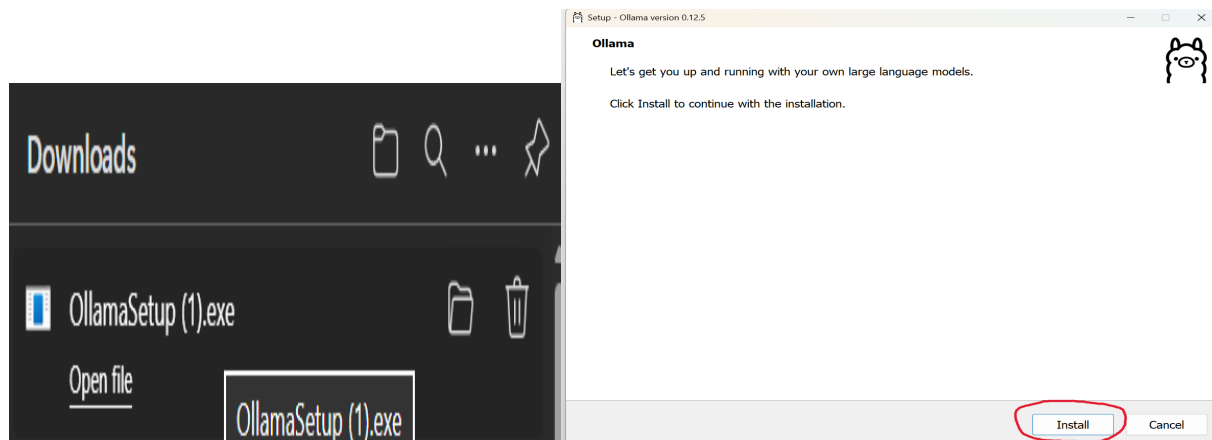 Downloads
OllamaSetup (1).exe
Open file
OllamaSetup (1).exe
Setup - Ollama version 0.12.5
Ollama
Let's get you up and running with your own large language models.
Click Install to continue with the installation.
Install
Cancel